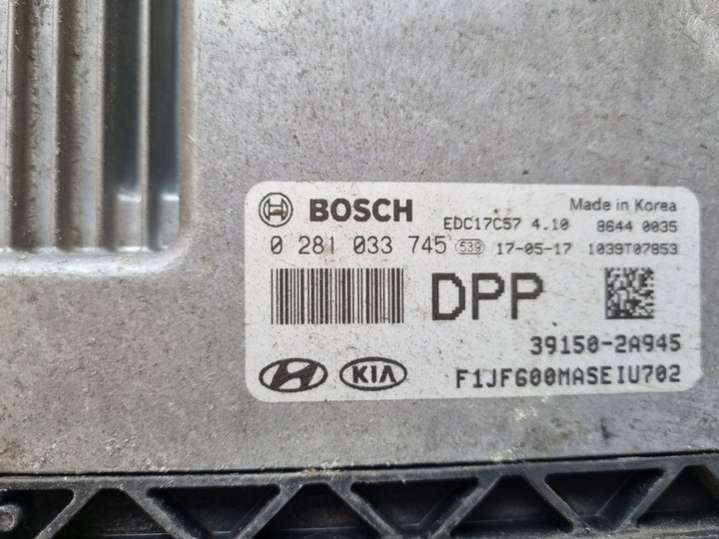 Made in Korea
BOSCH EDC17C57 4.10 8644 0035
0 281 033 745 539 17-05-17 1039T07853
DPP
39150-2A945
KIA F1JF600MASEIU702